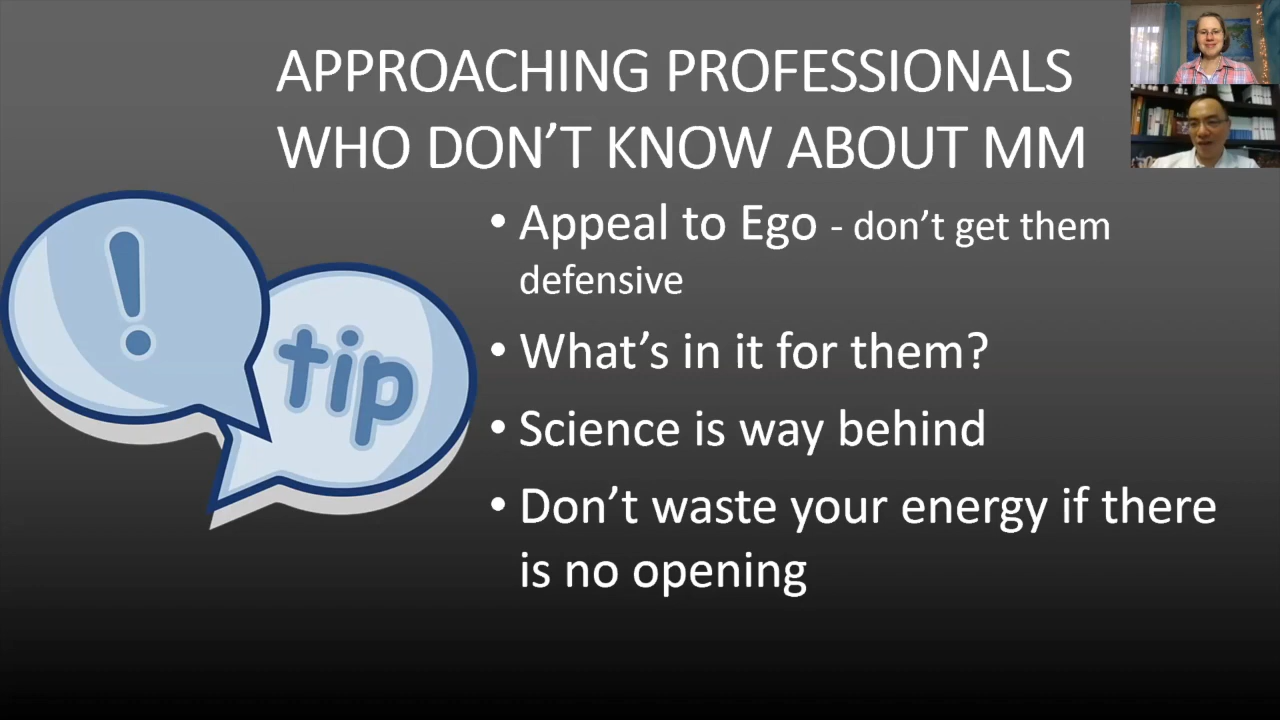 APPROACHING PROFESSIONALS
WHO DON’T KNOW ABOUT MM
! tip
• Appeal to Ego - don’t get them
defensive
• What’s in it for them?
• Science is way behind
• Don’t waste your energy if there
is no opening